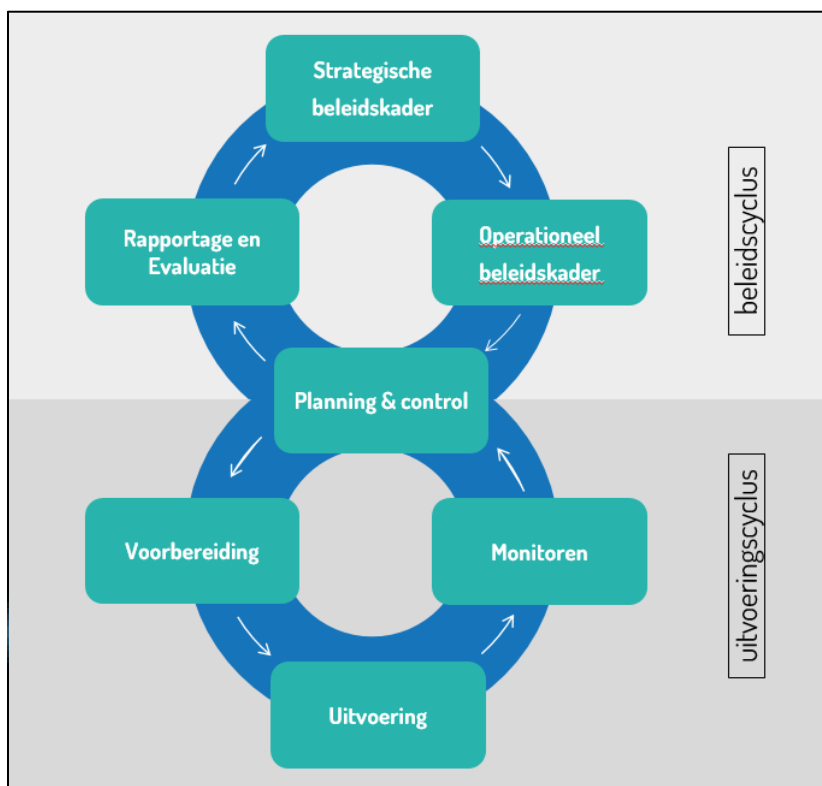 Strategische
beleidskader
Rapportage en
Evaluatie
Operationeel
beleidskader
beleidscyclus
Planning & control
Voorbereiding
Monitoren
uitvoeringscyclus
Uitvoering